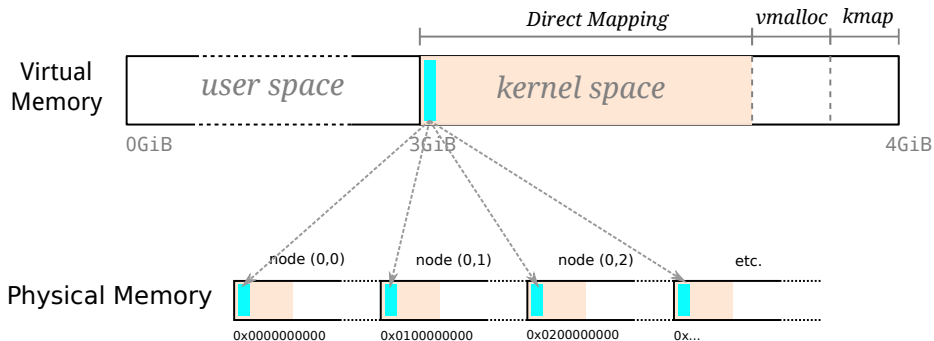 Direct Mapping
vmalloc
kmap
Virtual
Memory
user space
kernel space
0GiB
3GiB
4GiB
node (0,0)
node (0,1)
node (0,2)
etc.
Physical Memory
0x0000000000
0x0100000000
0x0200000000
0x...